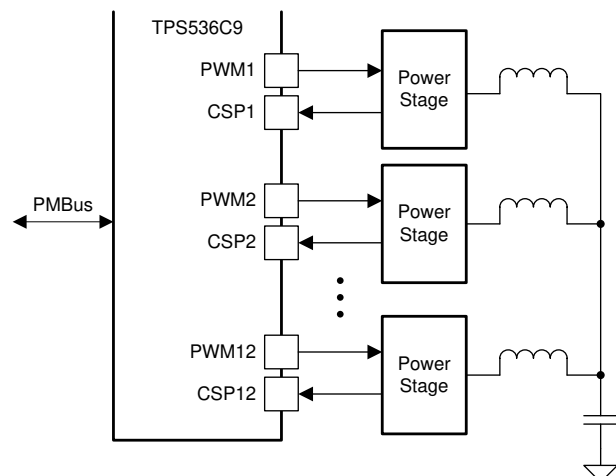 TPS536C9
PWM1
CSP1
Power
Stage
PMBus
PWM2
CSP2
Power
Stage
PWM12
CSP12
Power
Stage